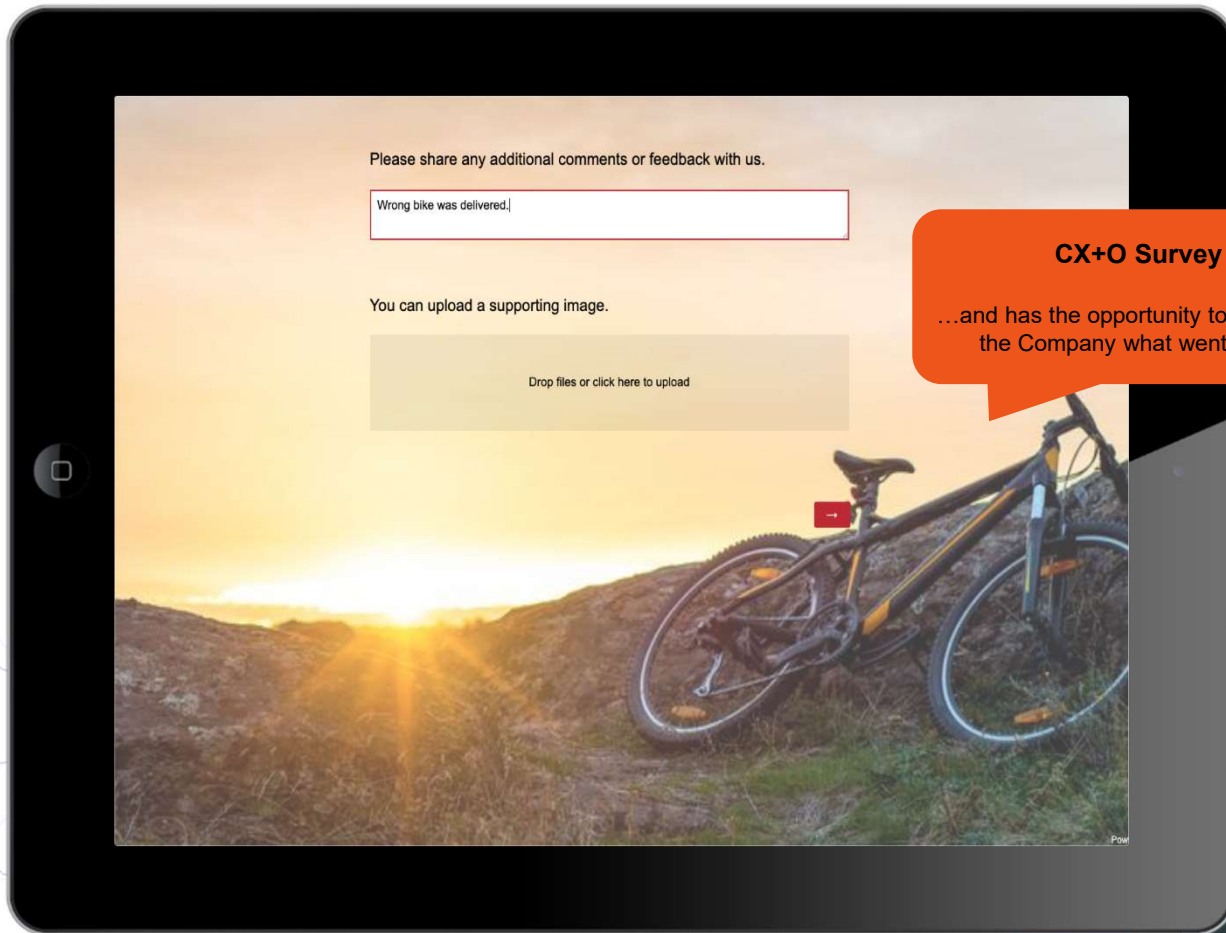 Please share any additional comments or feedback with us.
Wrong bike was delivered.
CX+O Survey
…and has the opportunity to
the Company what went
You can upload a supporting image.
Drop files or click here to upload
→